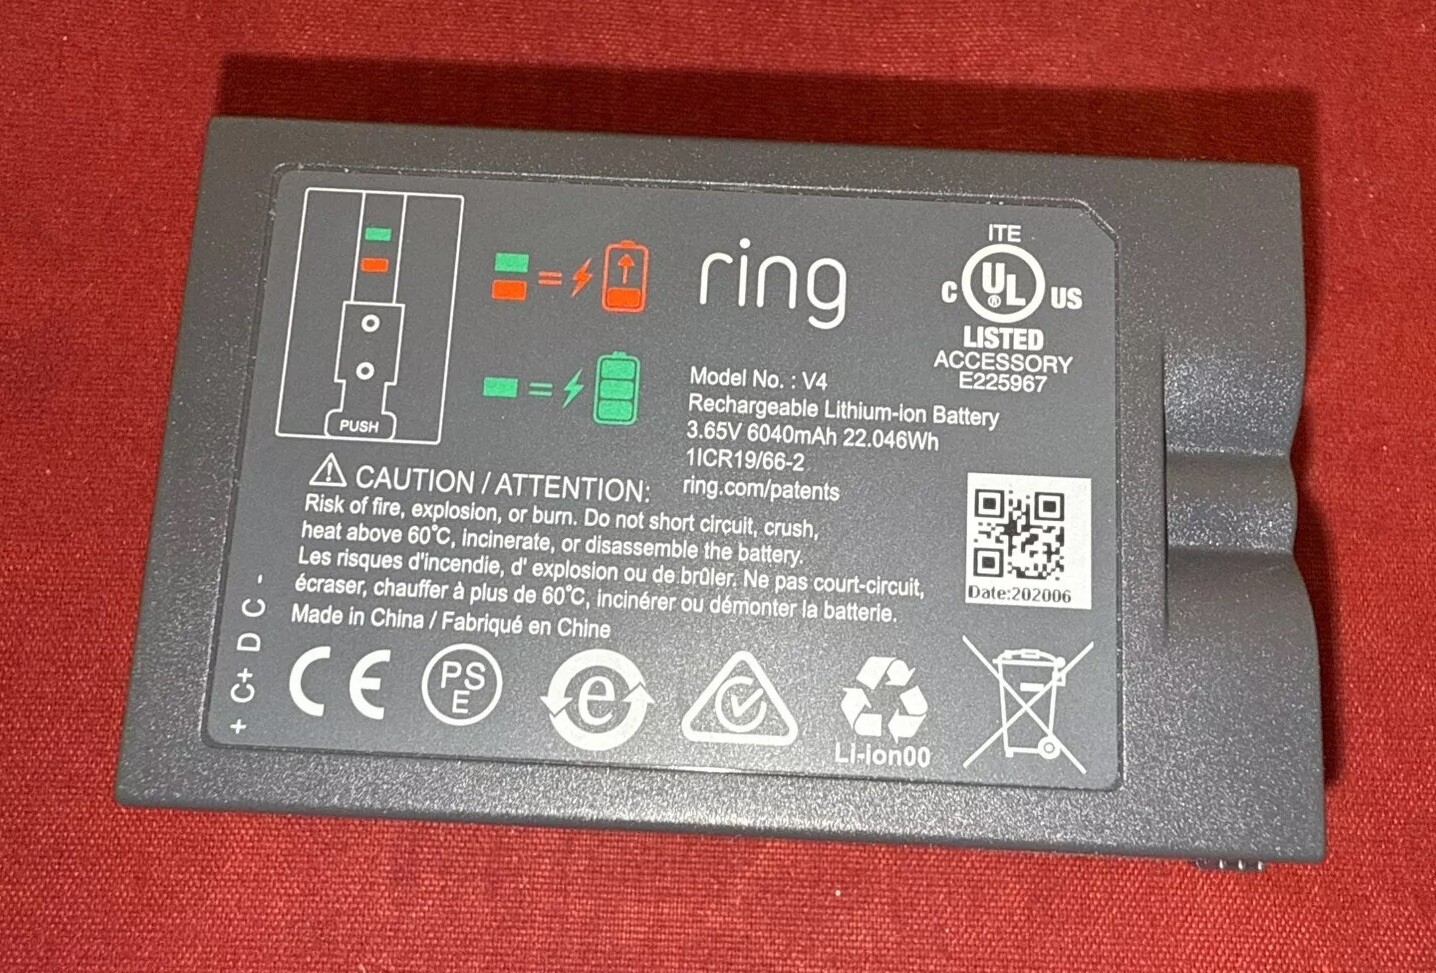 PUSH
ring
ITE
C UL ® US
LISTED
ACCESSORY
E225967
Model No. : V4
Rechargeable Lithium-ion Battery
3.65V 6040mAh 22.046Wh
1ICR19/66-2
ring.com/patents
CAUTION / ATTENTION:
Risk of fire, explosion, or burn. Do not short circuit, crush,
heat above 60°C, incinerate, or disassemble the battery.
Les risques d'incendie, d' explosion ou de brûler. Ne pas court-circuit,
écraser, chauffer à plus de 60°C, incinérer ou démonter la batterie.
Made in China / Fabriqué en Chine
Date:202006
+ C+ D C -
CE
PS
E
e
C
Li-ion00